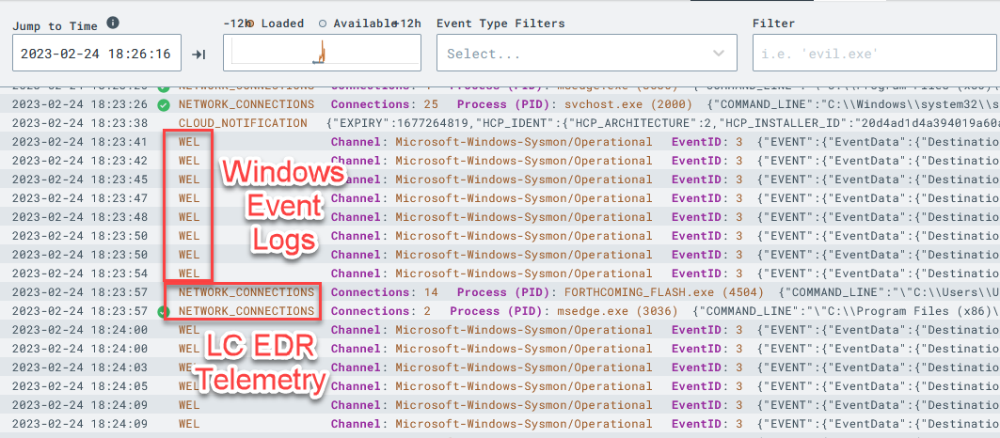 Jump to Time
-12h Loaded Available +12h
Event Type Filters
Filter
2023-02-24 18:26:16
Select...
i.e. 'evil.exe'
2023-02-24 18:23:26 NETWORK_CONNECTIONS Connections: 25 Process (PID): svchost.exe (2000) {"COMMAND_LINE":"C:\\Windows\\system32\\s
2023-02-24 18:23:38 CLOUD_NOTIFICATION {"EXPIRY":1677264819,"HCP_IDENT":{"HCP_ARCHITECTURE":2,"HCP_INSTALLER_ID":"20d4ad1d4a394019a60a
2023-02-24 18:23:41 WEL Channel: Microsoft-Windows-Sysmon/Operational EventID: 3 {"EVENT":{"EventData":{"Destinatio
2023-02-24 18:23:42 WEL Channel: Microsoft-Windows-Sysmon/Operational EventID: 3 {"EVENT":{"EventData":{"Destinatio
2023-02-24 18:23:45 WEL Channel: Microsoft-Windows-Sysmon/Operational EventID: 3 {"EVENT":{"EventData":{"Destinatio
2023-02-24 18:23:47 WEL Channel: Microsoft-Windows-Sysmon/Operational EventID: 3 {"EVENT":{"EventData":{"Destinatio
2023-02-24 18:23:48 WEL Channel: Microsoft-Windows-Sysmon/Operational EventID: 3 {"EVENT":{"EventData":{"Destinatio
2023-02-24 18:23:50 WEL Channel: Microsoft-Windows-Sysmon/Operational EventID: 3 {"EVENT":{"EventData":{"Destinatio
2023-02-24 18:23:50 WEL Channel: Microsoft-Windows-Sysmon/Operational EventID: 3 {"EVENT":{"EventData":{"Destinatio
2023-02-24 18:23:54 WEL Channel: Microsoft-Windows-Sysmon/Operational EventID: 3 {"EVENT":{"EventData":{"Destinatio
Windows
Event
Logs
2023-02-24 18:23:57 NETWORK_CONNECTIONS Connections: 14 Process (PID): FORTHCOMING_FLASH.exe (4504) {"COMMAND_LINE":"\"C:\\Users\\U
2023-02-24 18:23:57 NETWORK_CONNECTIONS Connections: 2 Process (PID): msedge.exe (3036) {"COMMAND_LINE":"\"C:\\Program Files (x86)\
2023-02-24 18:24:00 WEL Channel: Microsoft-Windows-Sysmon/Operational EventID: 3 {"EVENT":{"EventData":{"Destinatio
2023-02-24 18:24:00 WEL Channel: Microsoft-Windows-Sysmon/Operational EventID: 3 {"EVENT":{"EventData":{"Destinatio
2023-02-24 18:24:03 WEL Channel: Microsoft-Windows-Sysmon/Operational EventID: 3 {"EVENT":{"EventData":{"Destinatio
2023-02-24 18:24:05 WEL Channel: Microsoft-Windows-Sysmon/Operational EventID: 3 {"EVENT":{"EventData":{"Destinatio
2023-02-24 18:24:09 WEL Channel: Microsoft-Windows-Sysmon/Operational EventID: 3 {"EVENT":{"EventData":{"Destinatio
2023-02-24 18:24:09 WEL Channel: Microsoft-Windows-Sysmon/Operational EventID: 3 {"EVENT":{"EventData":{"Destinatio
LC EDR
Telemetry